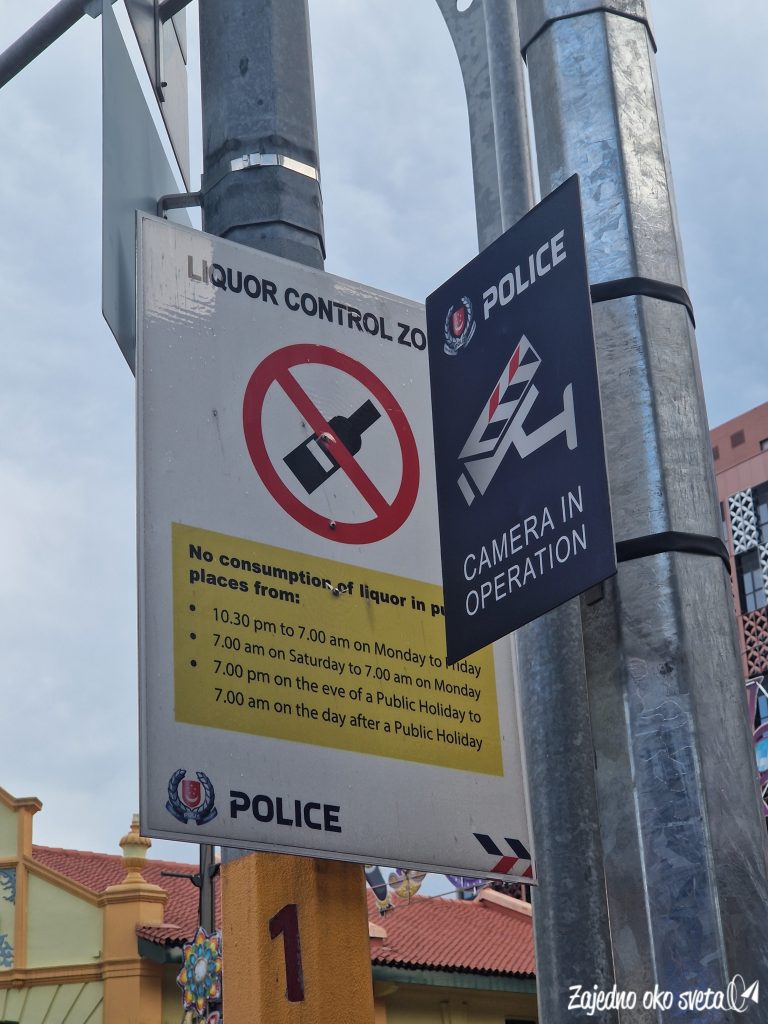 LIQUOR CONTROL ZO
No consumption of liquor in pu
places from:
• 10.30 pm to 7.00 am on Monday to Friday
• 7.00 am on Saturday to 7.00 am on Monday
• 7.00 pm on the eve of a Public Holiday to
7.00 am on the day after a Public Holiday
POLICE
POLICE
CAMERA IN
OPERATION
1
Zajedno oko sveta